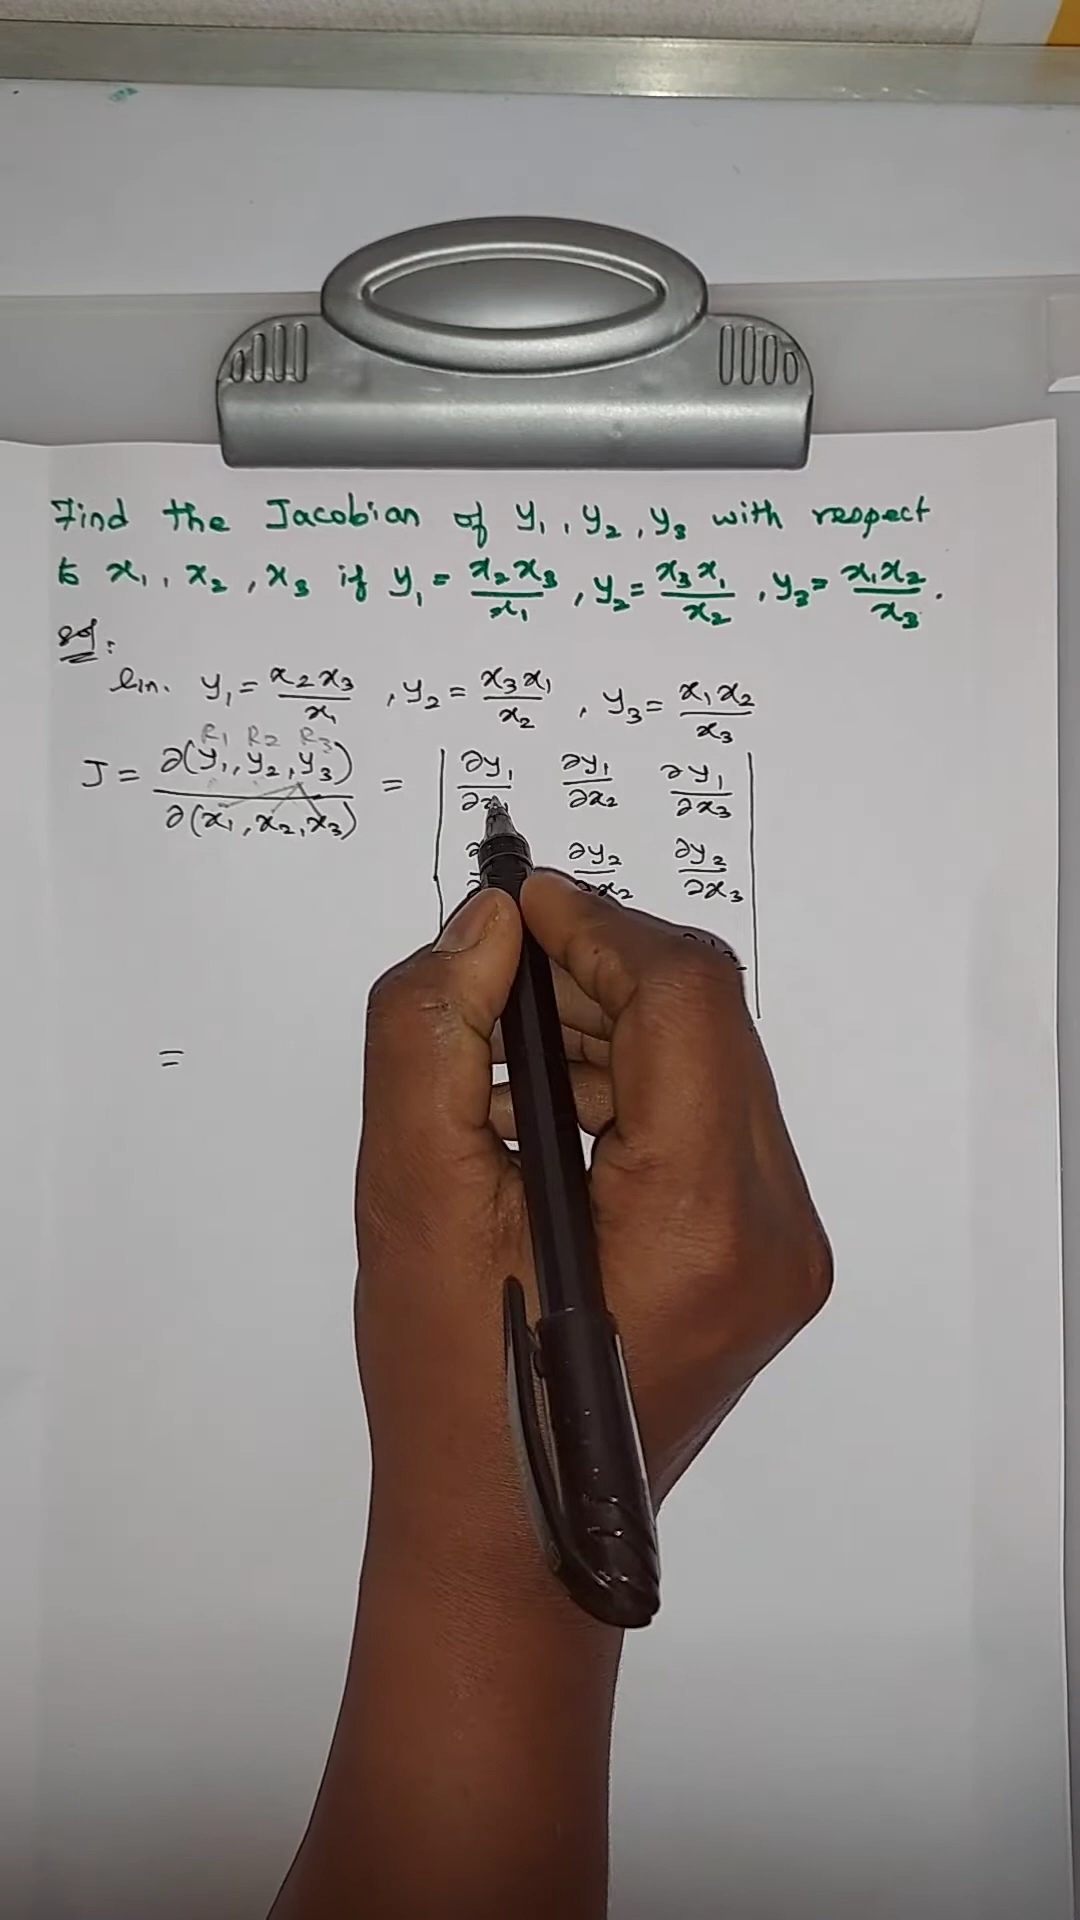 Find the Jacobian of y₁, y₂, y₃ with respect
to x₁, x₂, x₃ if y₁ = x₂x₃/x₁, y₂ = x₃x₁/x₂, y₃ = x₁x₂/x₃.
Sol:
Gn. y₁ = x₂x₃/x₁, y₂ = x₃x₁/x₂, y₃ = x₁x₂/x₃
R₁ R₂ R₃
J = ∂(y₁, y₂, y₃)/∂(x₁, x₂, x₃) = | ∂y₁/∂x₁ ∂y₁/∂x₂ ∂y₁/∂x₃
∂y₂/∂x₂ ∂y₂/∂x₃ |
=